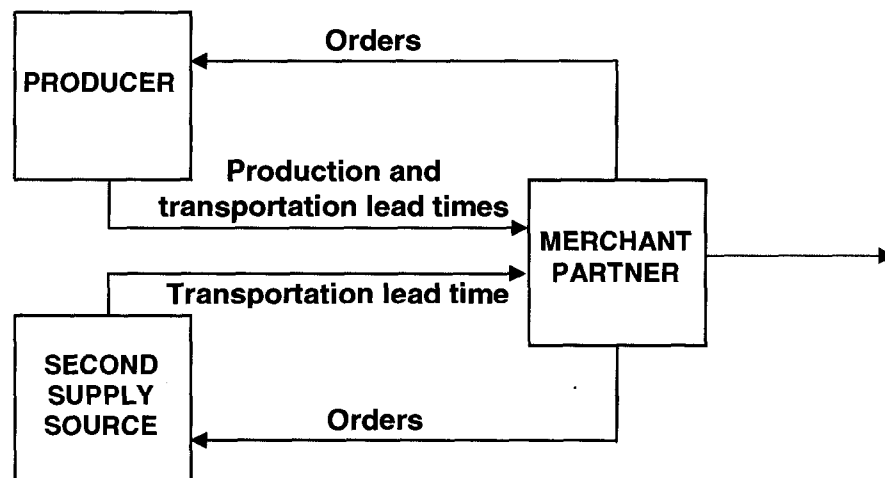 Orders
PRODUCER
Production and
transportation lead times
MERCHANT
PARTNER
Transportation lead time
SECOND
SUPPLY
SOURCE
Orders